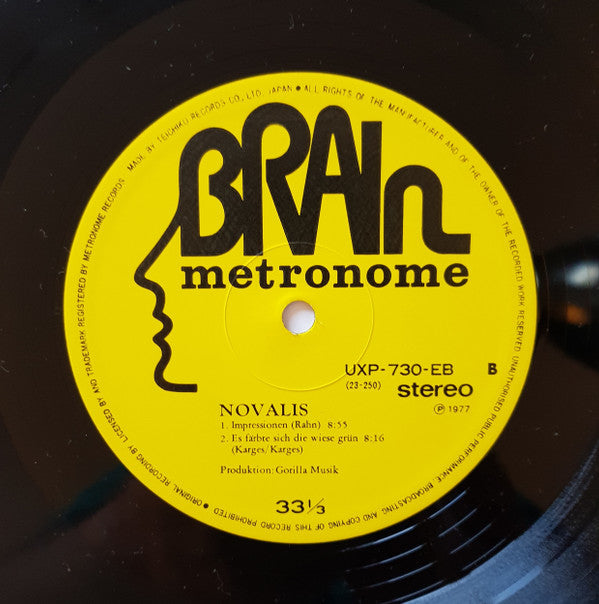 BRAIn
metronome
UXP-730-EB B
(23-250) stereo
℗ 1977
NOVALIS
1. Impressionen (Rahn) 8:55
2. Es färbte sich die wiese grün 8:16
(Karges/Karges)
Produktion: Gorilla Musik
33 1/3
• ORIGINAL RECORDING BY LICENSED BY AND TRADEMARK REGISTERED BY METRONOME RECORDS • MADE BY TEICHIKU RECORDS CO., LTD. JAPAN • ALL RIGHTS OF THE MANUFACTURER AND OF THE OWNER OF THE RECORDED WORK RESERVED UNAUTHORISED PUBLIC PERFORMANCE BROADCASTING AND COPYING OF THIS RECORD PROHIBITED